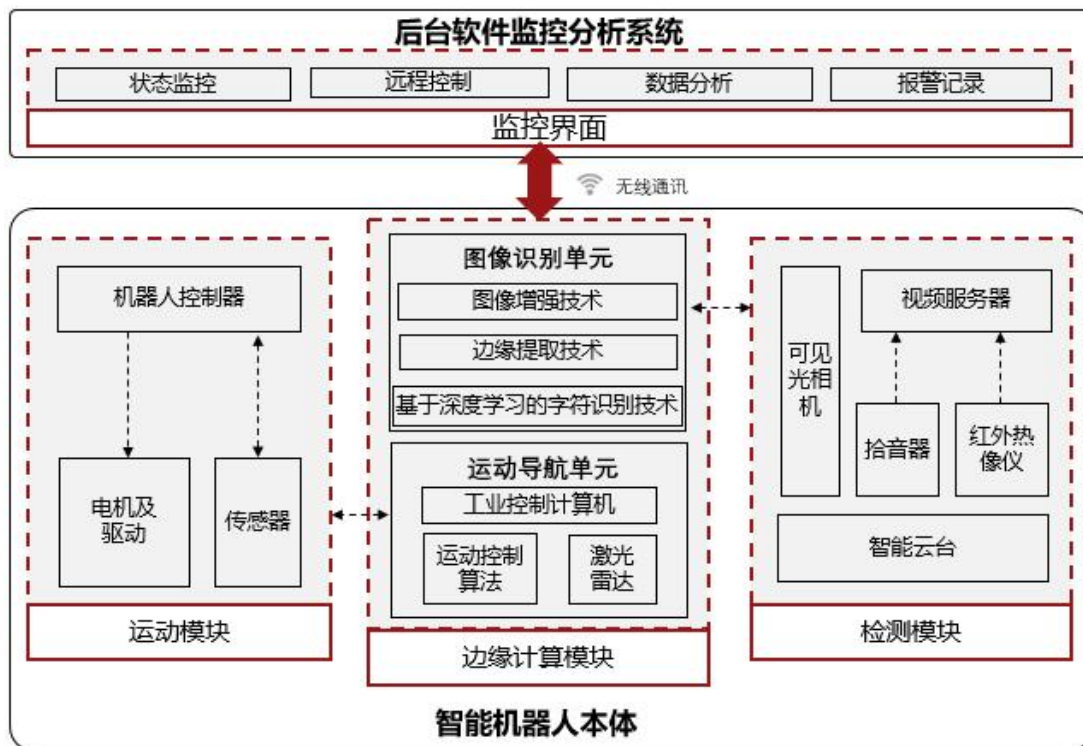 后台软件监控分析系统
状态监控
远程控制
数据分析
报警记录
监控界面
无线通讯
机器人控制器
电机及
驱动
传感器
运动模块
图像识别单元
图像增强技术
边缘提取技术
基于深度学习的字符识别技术
运动导航单元
工业控制计算机
运动控制
算法
激光
雷达
边缘计算模块
可见
光相
机
视频服务器
拾音器
红外热
像仪
智能云台
检测模块
智能机器人本体